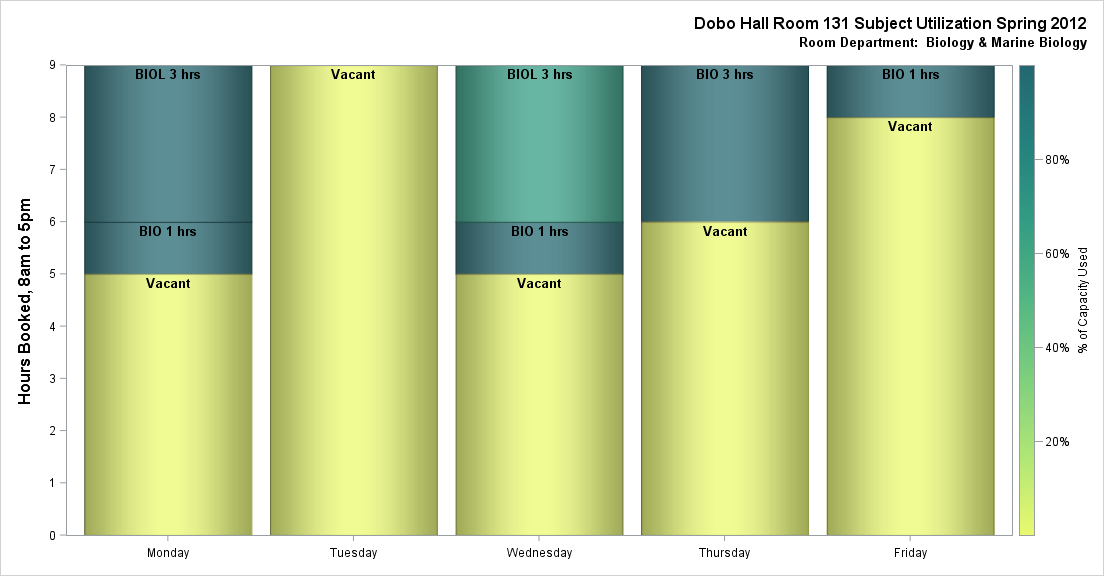 Dobo Hall Room 131 Subject Utilization Spring 2012
Room Department: Biology & Marine Biology
Hours Booked, 8am to 5pm
9
8
7
6
5
4
3
2
1
0
BIOL 3 hrs
BIO 1 hrs
Vacant
Vacant
BIOL 3 hrs
BIO 1 hrs
Vacant
BIO 3 hrs
Vacant
BIO 1 hrs
Vacant
Monday
Tuesday
Wednesday
Thursday
Friday
80%
60%
40%
20%
% of Capacity Used